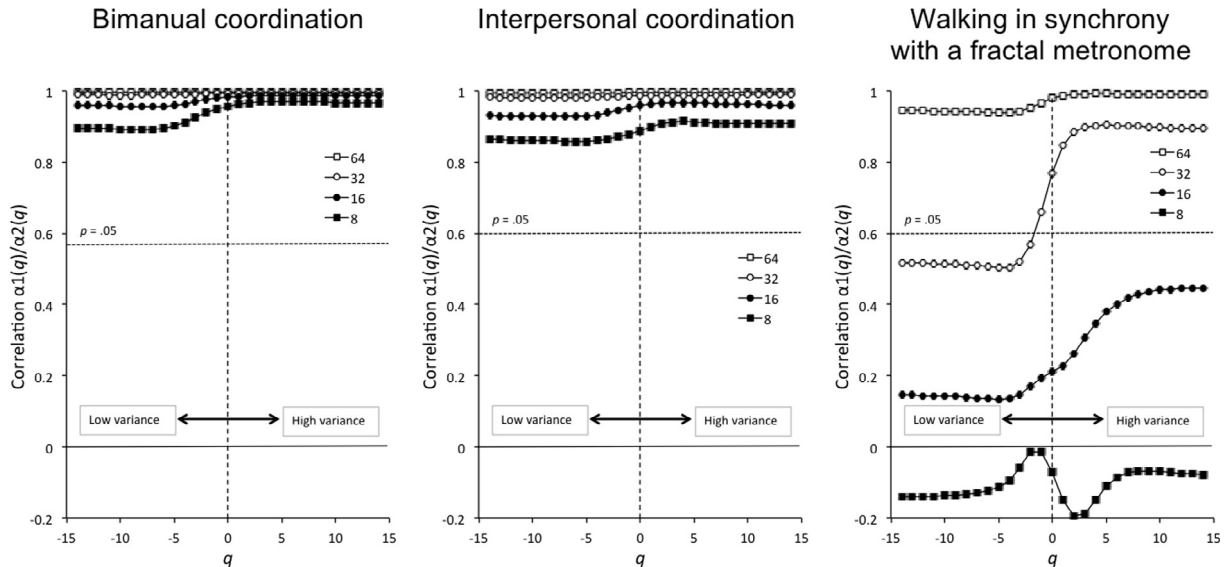 Bimanual coordination
Correlation α1(q)/α2(q)
1
0.8
0.6
0.4
0.2
0
-0.2
64
32
16
8
p = .05
Low variance
High variance
-15
-10
-5
0
5
10
15
q
Interpersonal coordination
Correlation α1(q)/α2(q)
1
0.8
0.6
0.4
0.2
0
-0.2
p = .05
64
32
16
8
Low variance
High variance
-15
-10
-5
0
5
10
15
q
Walking in synchrony
with a fractal metronome
Correlation α1(q)/α2(q)
1
0.8
0.6
0.4
0.2
0
-0.2
64
32
16
8
p = .05
Low variance
High variance
-15
-10
-5
0
5
10
15
q